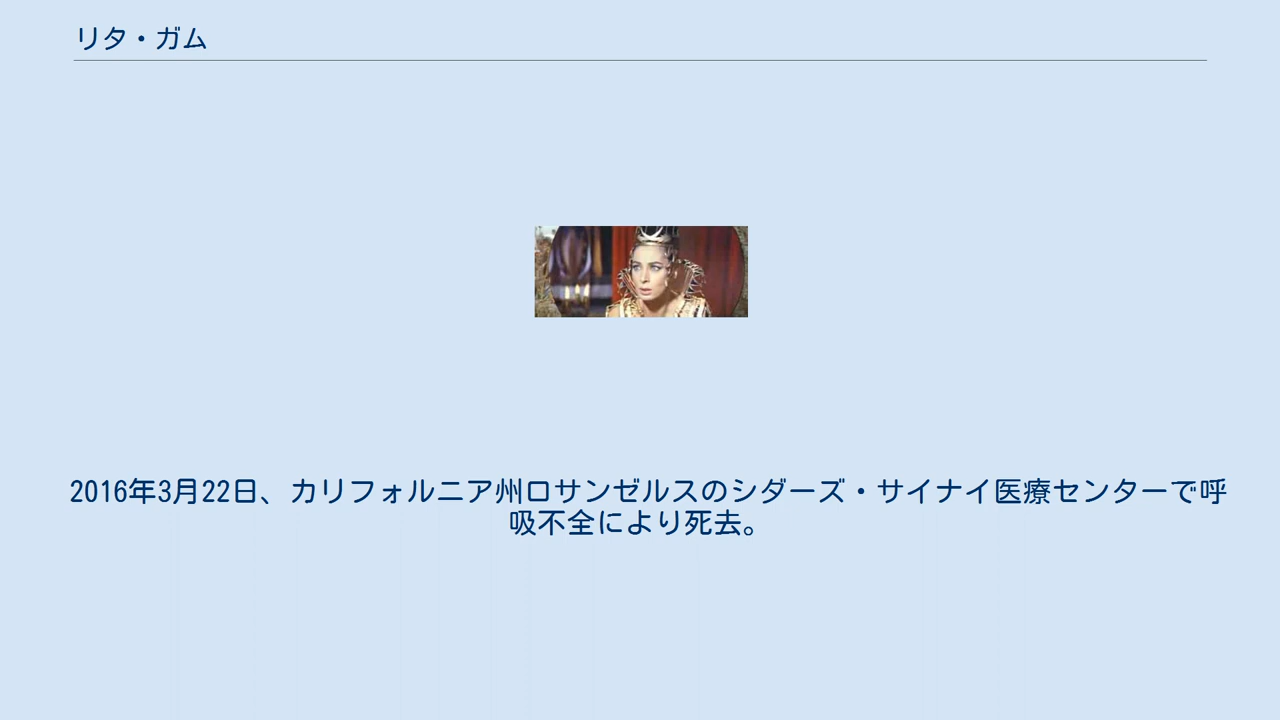 リタ・ガム
2016年3月22日、カリフォルニア州ロサンゼルスのシダーズ・サイナイ医療センターで呼
吸不全により死去。